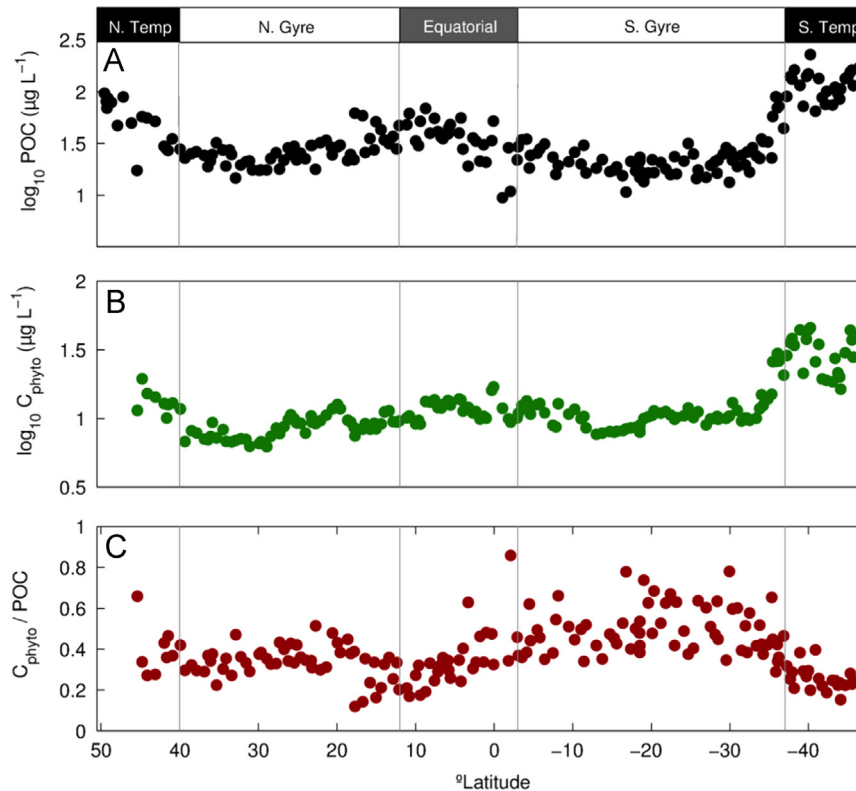 N. Temp N. Gyre Equatorial S. Gyre S. Temp
A
log10 POC (µg L−1)
2.5
2
1.5
1
B
log10 Cphyto (µg L−1)
2
1.5
1
0.5
C
Cphyto / POC
1
0.8
0.6
0.4
0.2
0
50 40 30 20 10 0 −10 −20 −30 −40
ºLatitude